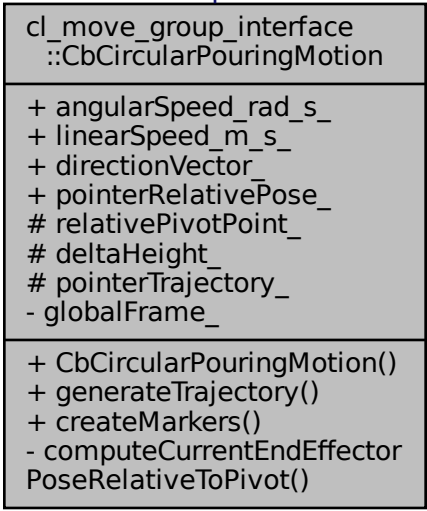 cl_move_group_interface
::CbCircularPouringMotion
+ angularSpeed_rad_s_
+ linearSpeed_m_s_
+ directionVector_
+ pointerRelativePose_
# relativePivotPoint_
# deltaHeight_
# pointerTrajectory_
- globalFrame_
+ CbCircularPouringMotion()
+ generateTrajectory()
+ createMarkers()
- computeCurrentEndEffector
PoseRelativeToPivot()